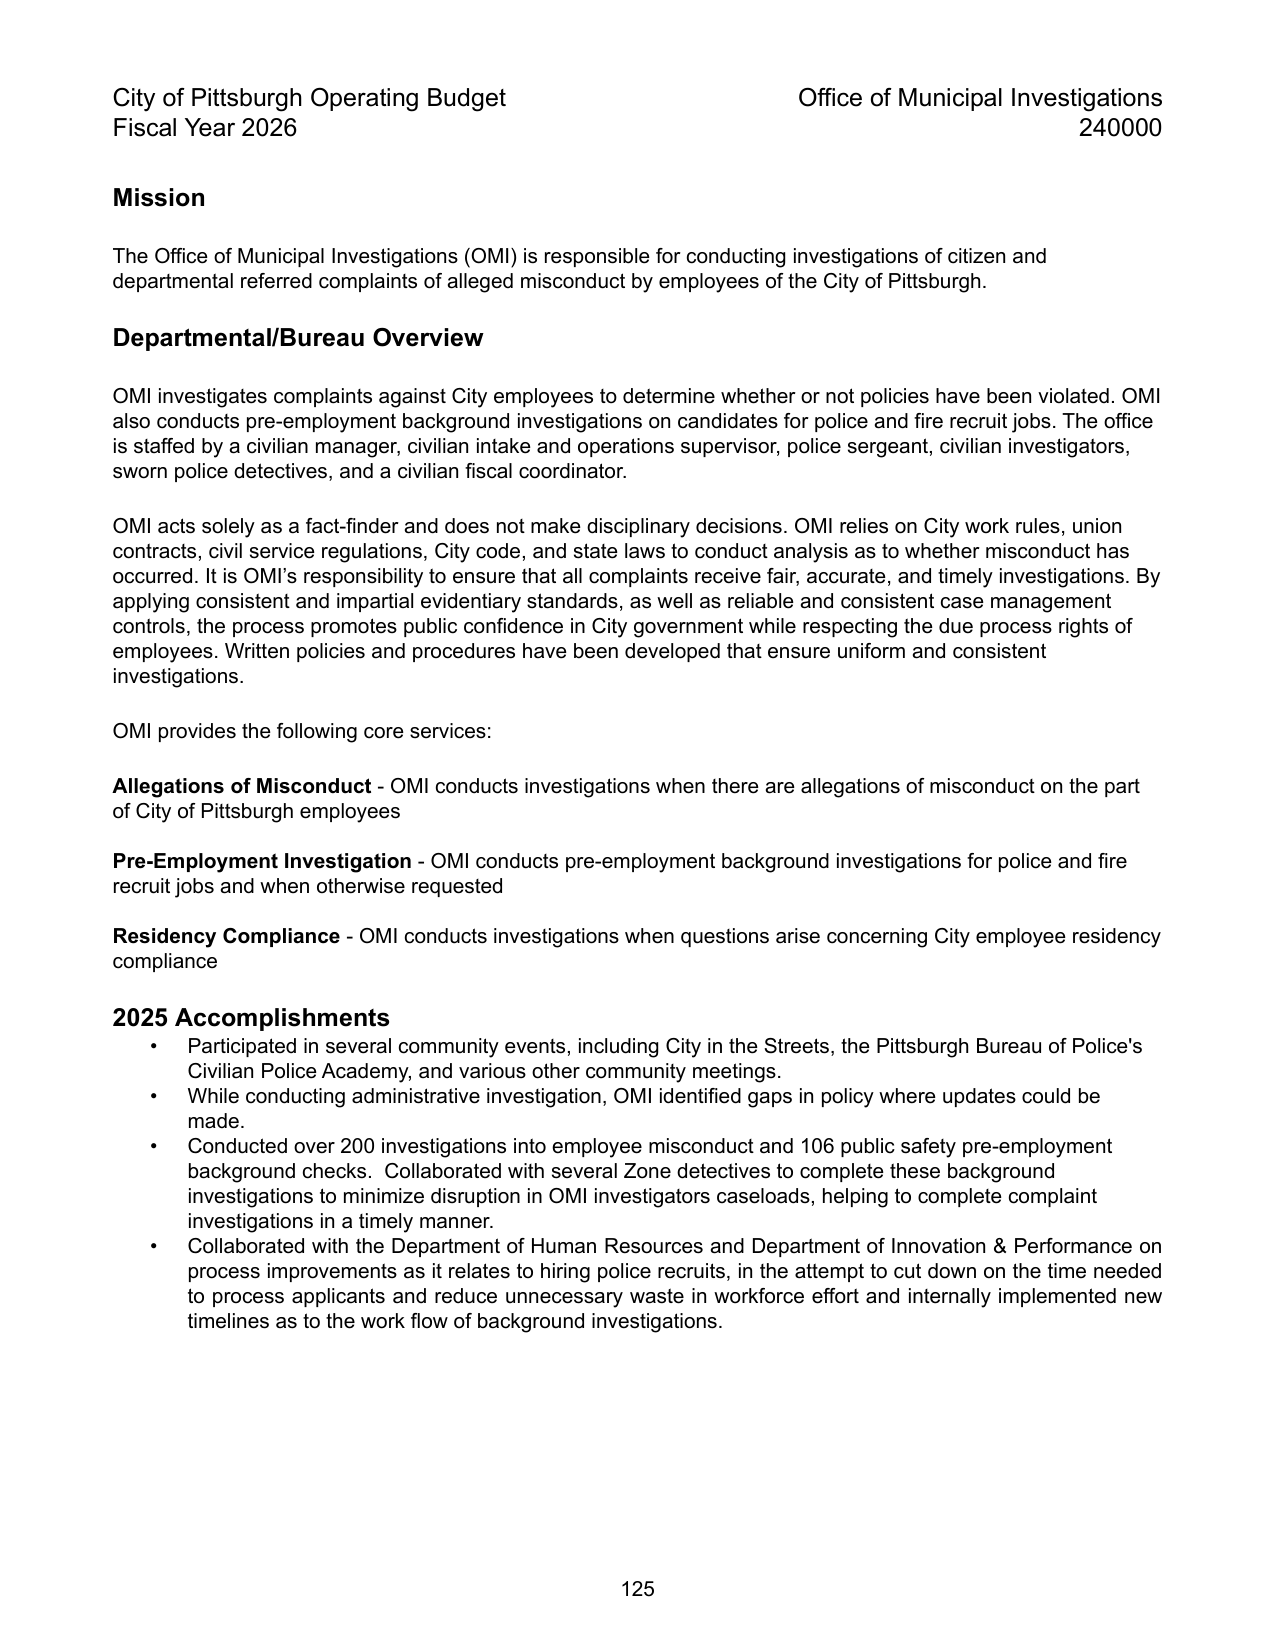 City of Pittsburgh Operating Budget
Fiscal Year 2026
Office of Municipal Investigations
240000
Mission
The Office of Municipal Investigations (OMI) is responsible for conducting investigations of citizen and
departmental referred complaints of alleged misconduct by employees of the City of Pittsburgh.
Departmental/Bureau Overview
OMI investigates complaints against City employees to determine whether or not policies have been violated. OMI
also conducts pre-employment background investigations on candidates for police and fire recruit jobs. The office
is staffed by a civilian manager, civilian intake and operations supervisor, police sergeant, civilian investigators,
sworn police detectives, and a civilian fiscal coordinator.
OMI acts solely as a fact-finder and does not make disciplinary decisions. OMI relies on City work rules, union
contracts, civil service regulations, City code, and state laws to conduct analysis as to whether misconduct has
occurred. It is OMI’s responsibility to ensure that all complaints receive fair, accurate, and timely investigations. By
applying consistent and impartial evidentiary standards, as well as reliable and consistent case management
controls, the process promotes public confidence in City government while respecting the due process rights of
employees. Written policies and procedures have been developed that ensure uniform and consistent
investigations.
OMI provides the following core services:
Allegations of Misconduct - OMI conducts investigations when there are allegations of misconduct on the part
of City of Pittsburgh employees
Pre-Employment Investigation - OMI conducts pre-employment background investigations for police and fire
recruit jobs and when otherwise requested
Residency Compliance - OMI conducts investigations when questions arise concerning City employee residency
compliance
2025 Accomplishments
• Participated in several community events, including City in the Streets, the Pittsburgh Bureau of Police's
Civilian Police Academy, and various other community meetings.
• While conducting administrative investigation, OMI identified gaps in policy where updates could be
made.
• Conducted over 200 investigations into employee misconduct and 106 public safety pre-employment
background checks.  Collaborated with several Zone detectives to complete these background
investigations to minimize disruption in OMI investigators caseloads, helping to complete complaint
investigations in a timely manner.
• Collaborated with the Department of Human Resources and Department of Innovation & Performance on
process improvements as it relates to hiring police recruits, in the attempt to cut down on the time needed
to process applicants and reduce unnecessary waste in workforce effort and internally implemented new
timelines as to the work flow of background investigations.
125